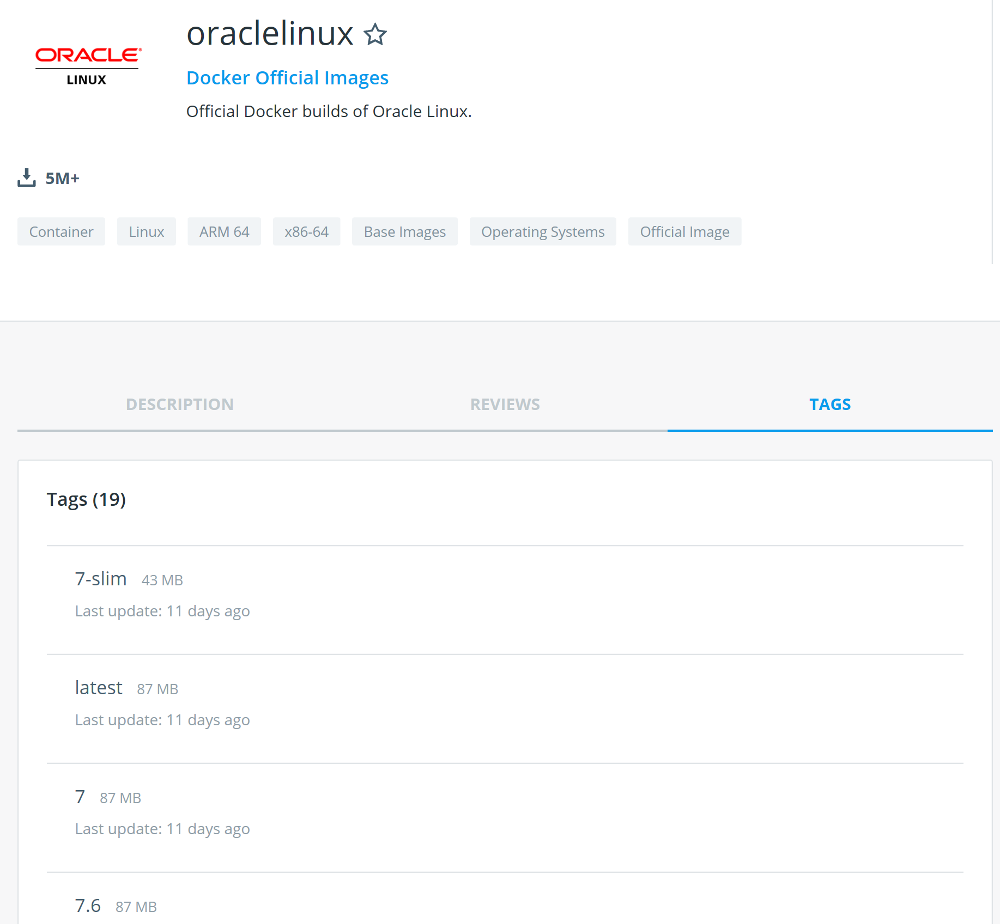 ORACLE®
LINUX
oraclelinux
Docker Official Images
Official Docker builds of Oracle Linux.
5M+
Container Linux ARM 64 x86-64 Base Images Operating Systems Official Image
DESCRIPTION REVIEWS TAGS
Tags (19)
7-slim 43 MB
Last update: 11 days ago
latest 87 MB
Last update: 11 days ago
7 87 MB
Last update: 11 days ago
7.6 87 MB